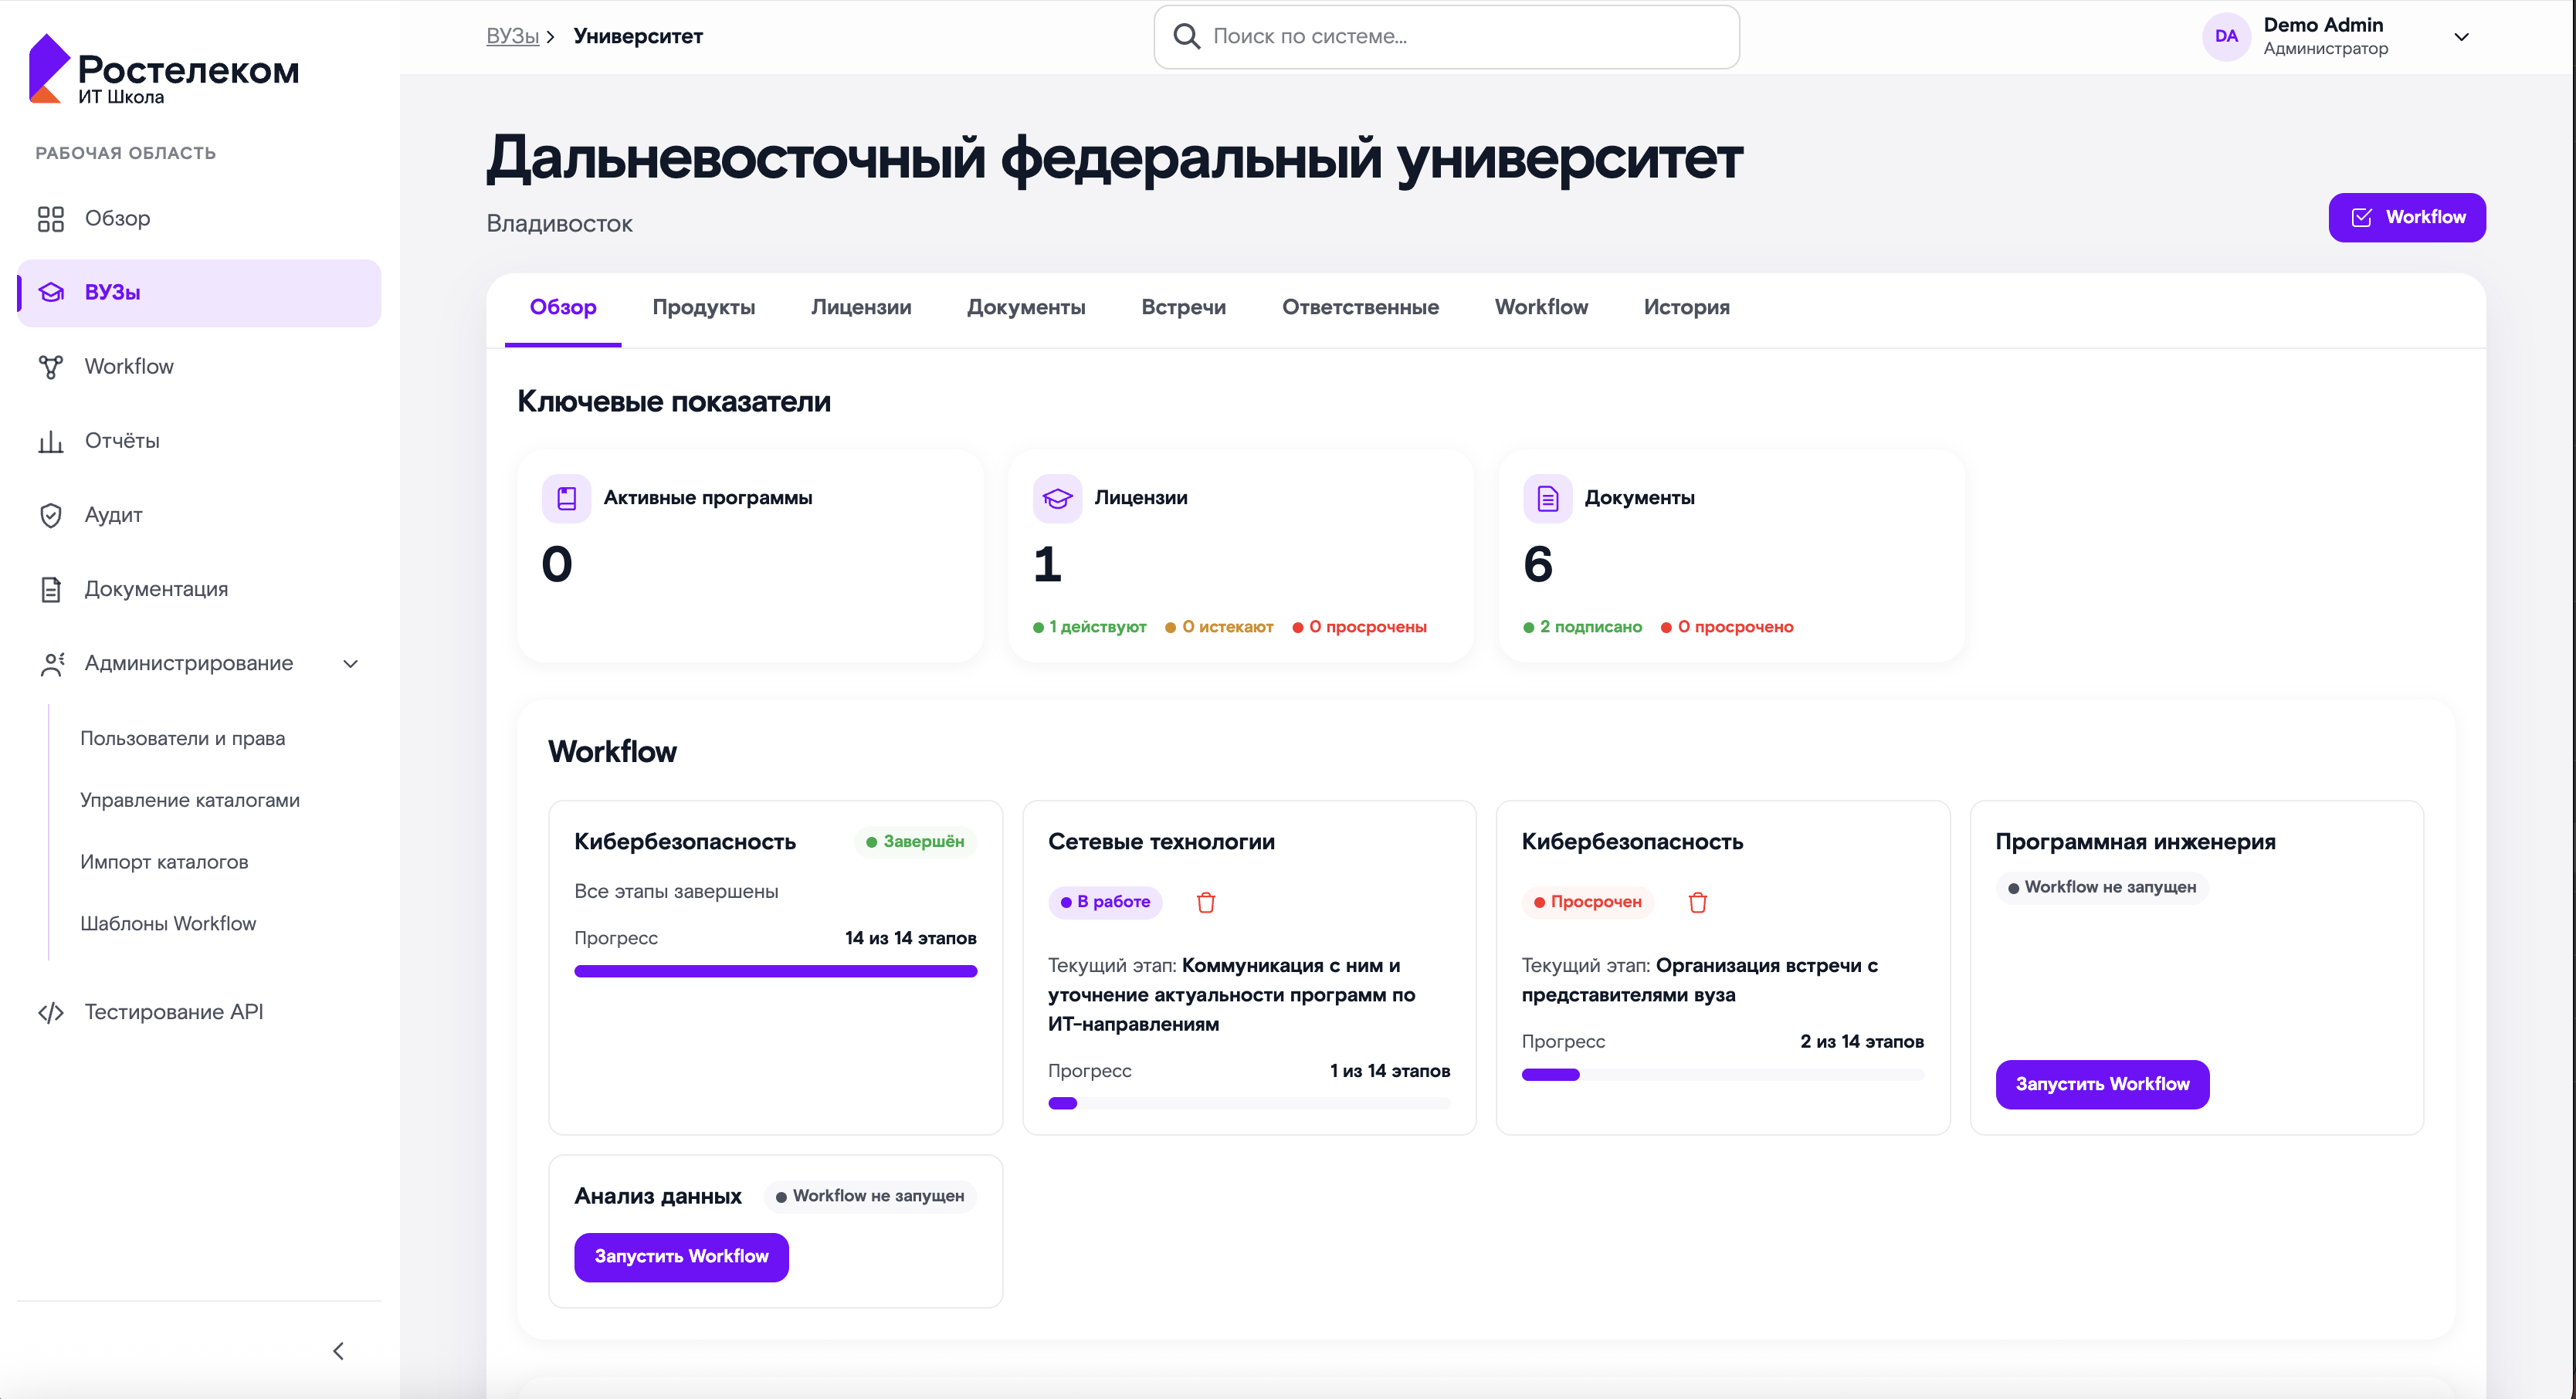 Ростелеком
ИТ Школа
РАБОЧАЯ ОБЛАСТЬ
Обзор
ВУЗы
Workflow
Отчёты
Аудит
Документация
Администрирование
Пользователи и права
Управление каталогами
Импорт каталогов
Шаблоны Workflow
Тестирование API
ВУЗы > Университет
Поиск по системе...
DA
Demo Admin
Администратор
Дальневосточный федеральный университет
Владивосток
Workflow
Обзор Продукты Лицензии Документы Встречи Ответственные Workflow История
Ключевые показатели
Активные программы
0
Лицензии
1
1 действуют 0 истекают 0 просрочены
Документы
6
2 подписано 0 просрочено
Workflow
Кибербезопасность
Завершён
Все этапы завершены
Прогресс 14 из 14 этапов
Сетевые технологии
В работе
Текущий этап: Коммуникация с ним и
уточнение актуальности программ по
ИТ-направлениям
Прогресс 1 из 14 этапов
Кибербезопасность
Просрочен
Текущий этап: Организация встречи с
представителями вуза
Прогресс 2 из 14 этапов
Программная инженерия
Workflow не запущен
Запустить Workflow
Анализ данных
Workflow не запущен
Запустить Workflow